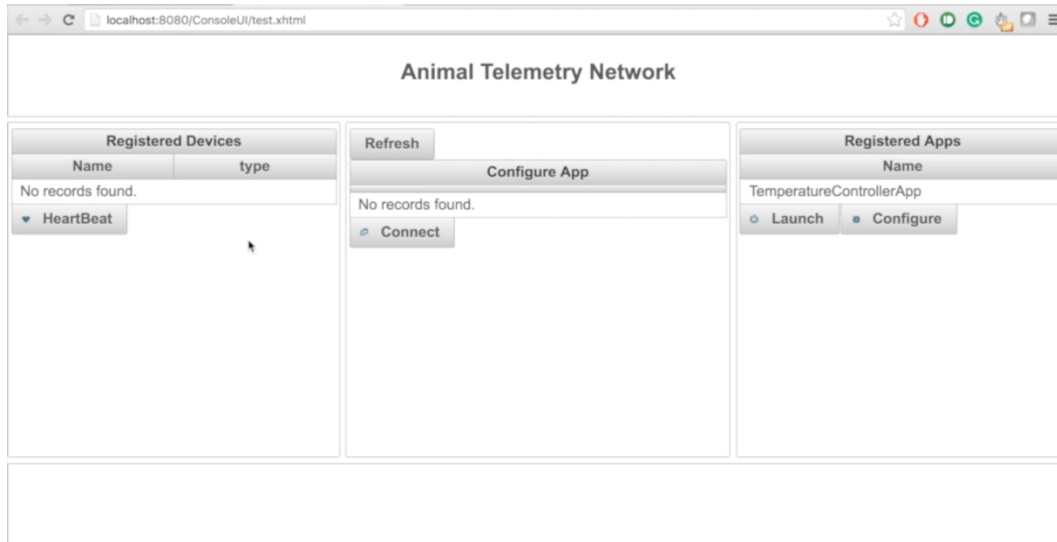 localhost:8080/ConsoleUI/test.xhtml
Animal Telemetry Network
Registered Devices
Name type
No records found.
HeartBeat
Refresh
Configure App
No records found.
Connect
Registered Apps
Name
TemperatureControllerApp
Launch Configure